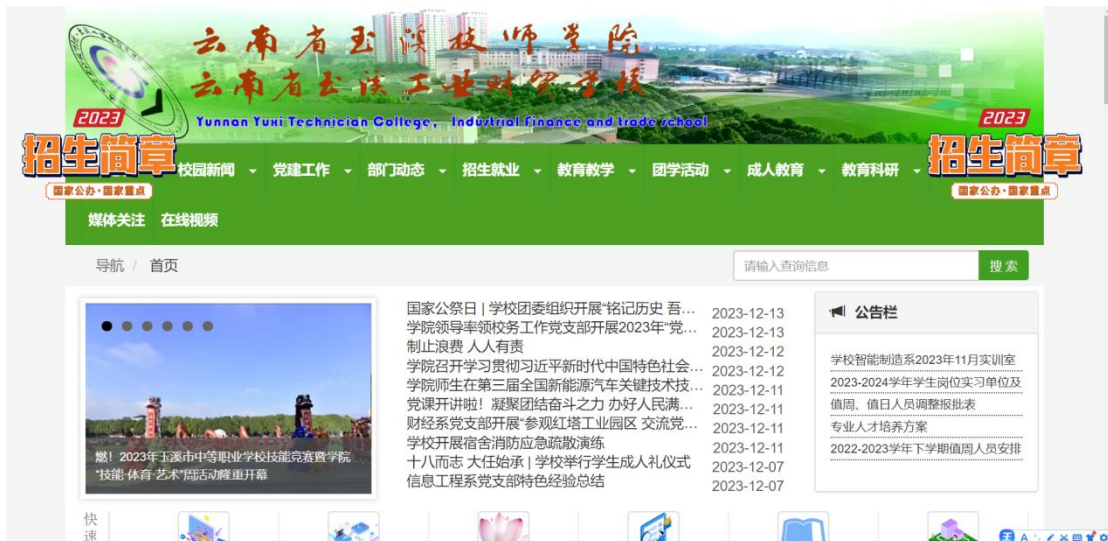 云南省玉溪技师学院
云南省玉溪工业财贸学校
Yunnan Yuxi Technician College, Industrial finance and trade school
2023
招生简章
国家公办·国家重点
2023
招生简章
国家公办·国家重点
校园新闻 党建工作 部门动态 招生就业 教育教学 团学活动 成人教育 教育科研
媒体关注 在线视频
导航 / 首页
请输入查询信息
搜索
燃！2023年玉溪市中等职业学校技能竞赛暨学院
“技能·体育·艺术”周活动隆重开幕
国家公祭日 | 学校团委组织开展“铭记历史 吾... 2023-12-13
学院领导率领校务工作党支部开展2023年“党... 2023-12-13
制止浪费 人人有责 2023-12-12
学院召开学习贯彻习近平新时代中国特色社会... 2023-12-12
学院师生在第三届全国新能源汽车关键技术技... 2023-12-11
党课开讲啦！凝聚团结奋斗之力 办好人民满... 2023-12-11
财经系党支部开展“参观红塔工业园区 交流党... 2023-12-11
学校开展宿舍消防应急疏散演练 2023-12-11
十八而志 大任始承 | 学校举行学生成人礼仪式 2023-12-07
信息工程系党支部特色经验总结 2023-12-07
公告栏
学校智能制造系2023年11月实训室
2023-2024学年学生岗位实习单位及
值周、值日人员调整报批表
专业人才培养方案
2022-2023学年下学期值周人员安排
快
速